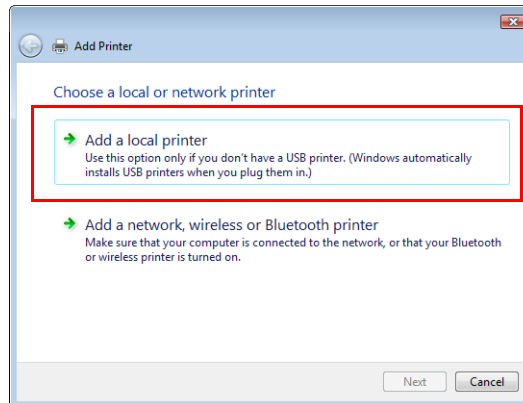 Add Printer
Choose a local or network printer
Add a local printer
Use this option only if you don't have a USB printer. (Windows automatically
installs USB printers when you plug them in.)
Add a network, wireless or Bluetooth printer
Make sure that your computer is connected to the network, or that your Bluetooth
or wireless printer is turned on.
Next
Cancel